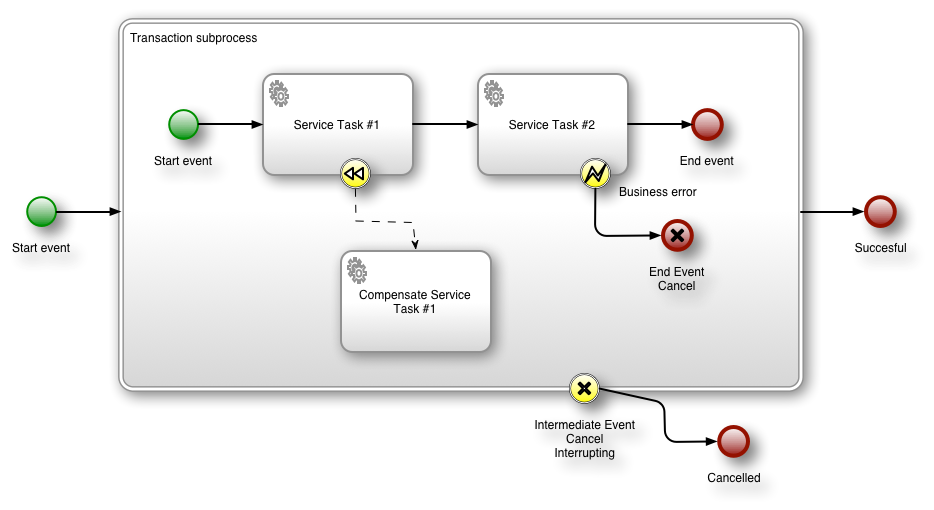 Transaction subprocess
Service Task #1
Service Task #2
Start event
End event
Business error
Start event
Succesful
End Event
Cancel
Compensate Service
Task #1
Intermediate Event
Cancel
Interrupting
Cancelled